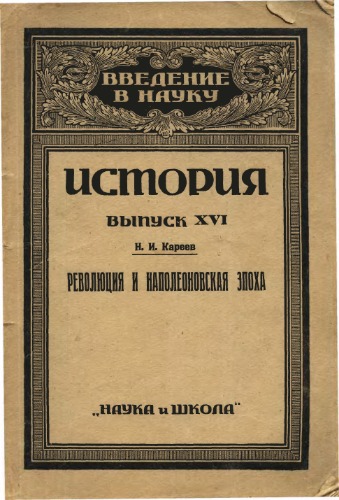 ВВЕДЕНИЕ
В НАУКУ
ИСТОРИЯ
ВЫПУСК XVI
Н. И. Кареев
РЕВОЛЮЦИЯ И НАПОЛЕОНОВСКАЯ ЭПОХА
„НАУКА и ШКОЛА"